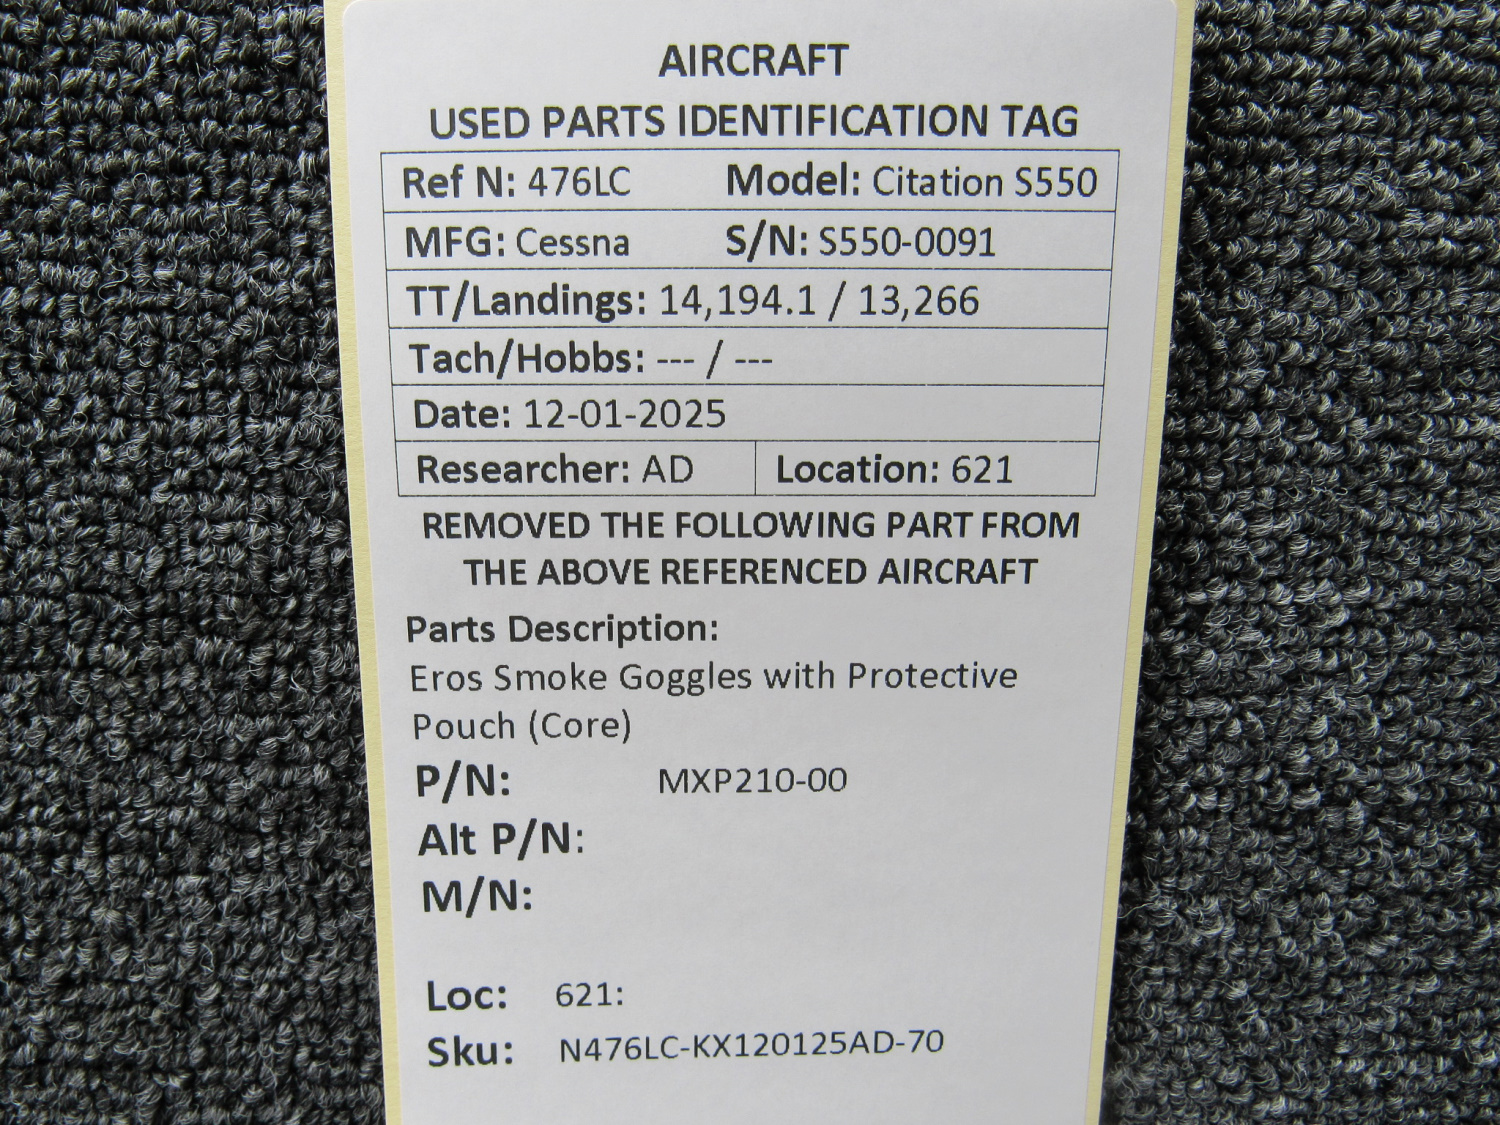 AIRCRAFT
USED PARTS IDENTIFICATION TAG
Ref N: 476LC Model: Citation S550
MFG: Cessna S/N: S550-0091
TT/Landings: 14,194.1 / 13,266
Tach/Hobbs: --- / ---
Date: 12-01-2025
Researcher: AD Location: 621
REMOVED THE FOLLOWING PART FROM
THE ABOVE REFERENCED AIRCRAFT
Parts Description:
Eros Smoke Goggles with Protective
Pouch (Core)
P/N: MXP210-00
Alt P/N:
M/N:
Loc: 621:
Sku: N476LC-KX120125AD-70